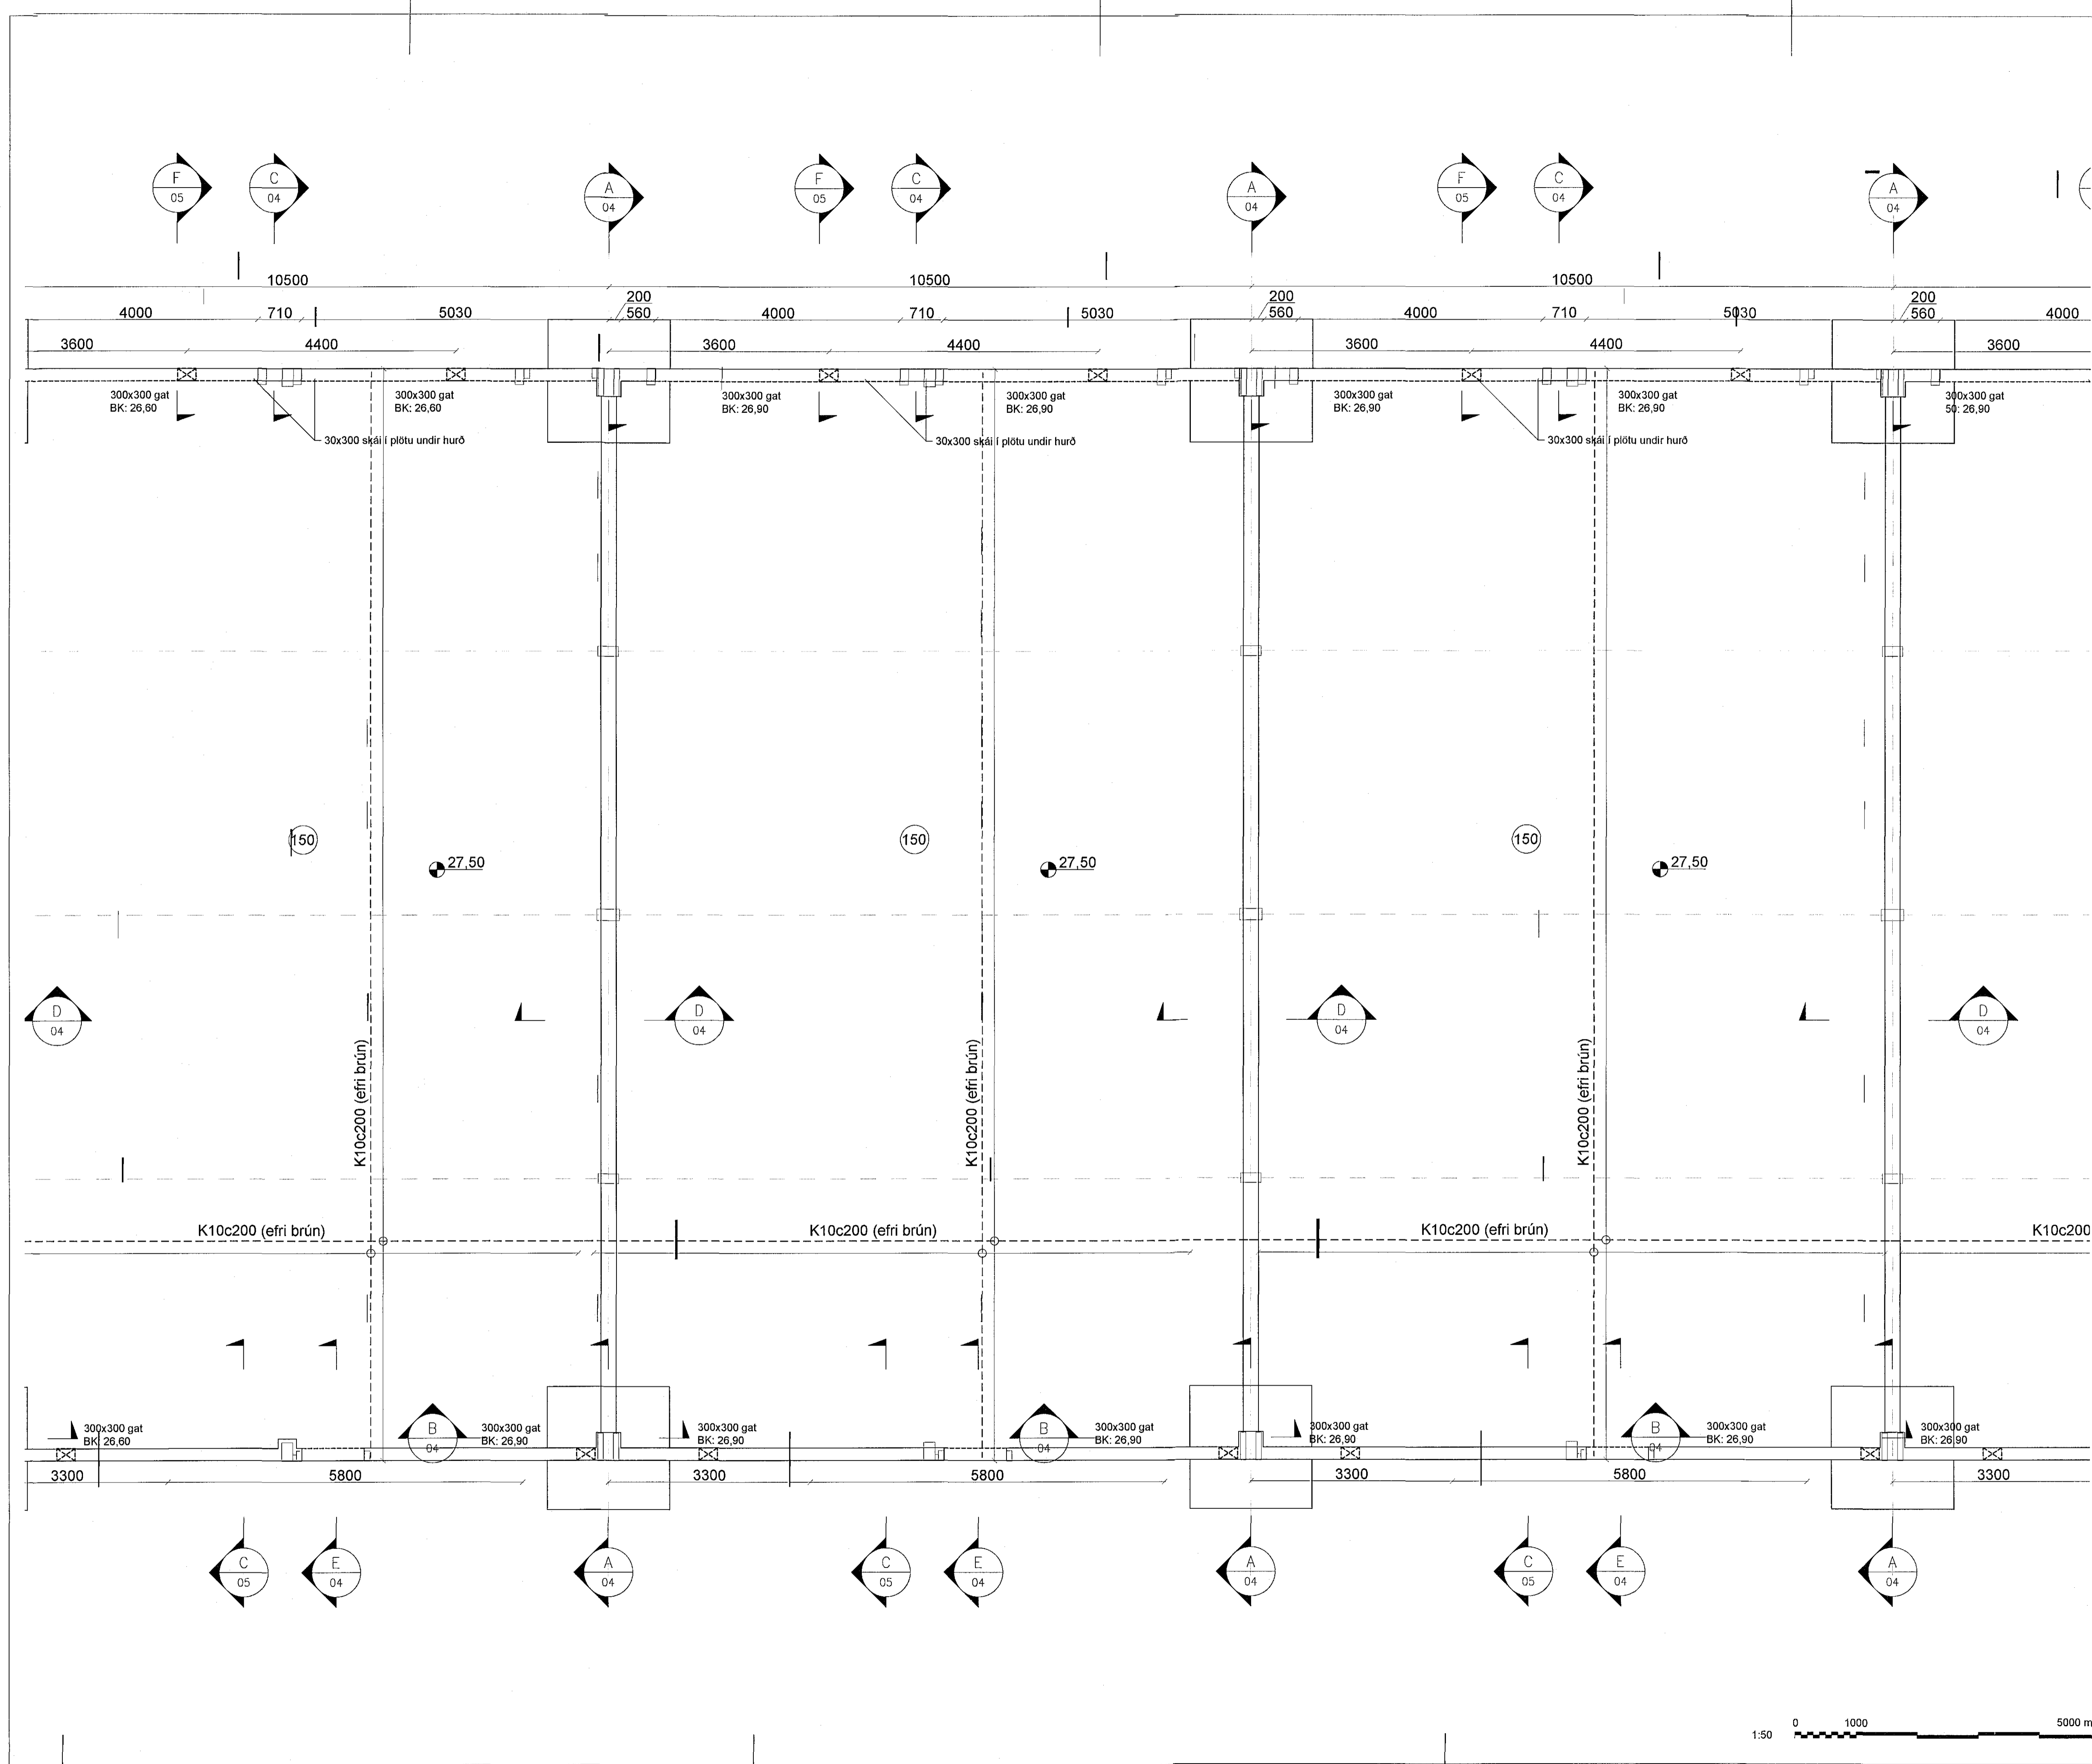 F C A F C A F C A
05 04 04 05 04 04 05 04 04
10500 10500 10500
200 200 200
4000 710 5030 560 4000 710 5030 560 4000 710 5030 560 4000
3600 4400 3600 4400 3600 4400 3600
300x300 gat 300x300 gat 300x300 gat 300x300 gat 300x300 gat 300x300 gat 300x300 gat
BK: 26,60 BK: 26,60 BK: 26,90 BK: 26,90 BK: 26,90 BK: 26,90 50: 26,90
30x300 skái í plötu undir hurð 30x300 skái í plötu undir hurð 30x300 skái í plötu undir hurð
150 150 150
27,50 27,50 27,50
D D D D
04 04 04 04
K10c200 (efri brún) K10c200 (efri brún) K10c200 (efri brún)
K10c200 (efri brún) K10c200 (efri brún) K10c200 (efri brún) K10c200
B B B
04 04 04
300x300 gat 300x300 gat 300x300 gat 300x300 gat 300x300 gat 300x300 gat 300x300 gat
BK: 26,60 BK: 26,90 BK: 26,90 BK: 26,90 BK: 26,90 BK: 26,90 BK: 26,90
3300 5800 3300 5800 3300 5800 3300
C E A C E A C E A
05 04 04 05 04 04 05 04 04
1:50 0 1000 5000 m